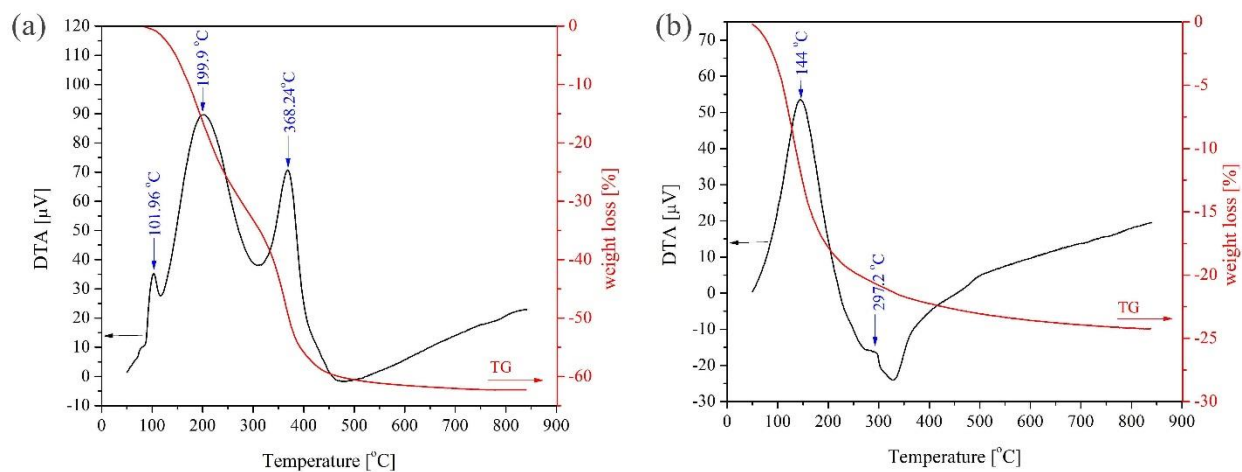 (a)
120
110
100
90
80
70
60
50
40
30
20
10
0
-10
DTA [µV]
101.96 °C
199.9 °C
368.24°C
TG
0
-10
-20
-30
-40
-50
-60
weight loss [%]
0 100 200 300 400 500 600 700 800 900
Temperature [°C]
(b)
70
60
50
40
30
20
10
0
-10
-20
-30
DTA [µV]
144 °C
297.2 °C
TG
0
-5
-10
-15
-20
-25
-30
weight loss [%]
0 100 200 300 400 500 600 700 800 900
Temperature [°C]